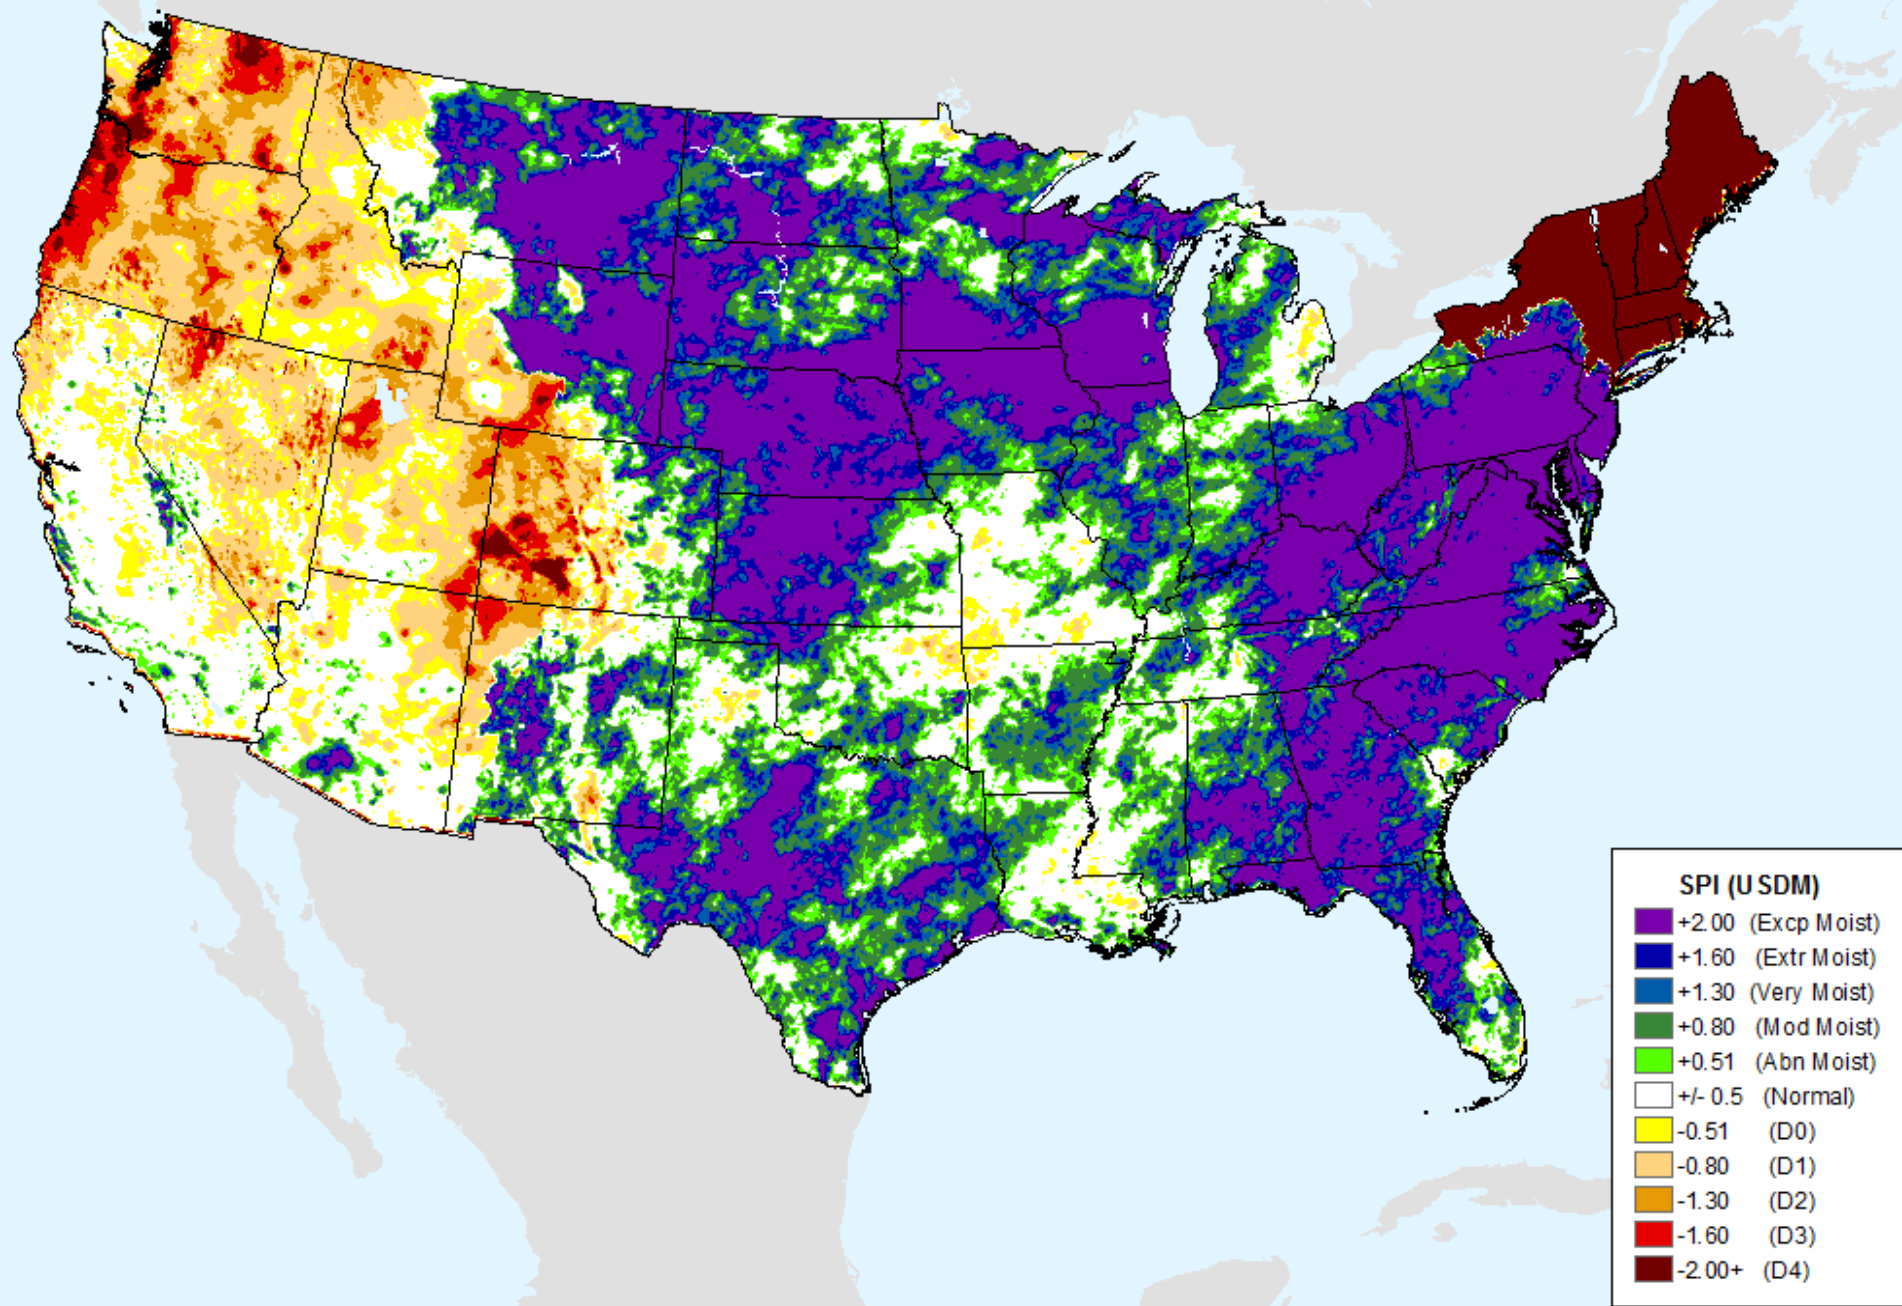 SPI (USDM)
+2.00 (Excp Moist)
+1.60 (Extr Moist)
+1.30 (Very Moist)
+0.80 (Mod Moist)
+0.51 (Abn Moist)
+/- 0.5 (Normal)
-0.51 (D0)
-0.80 (D1)
-1.30 (D2)
-1.60 (D3)
-2.00+ (D4)